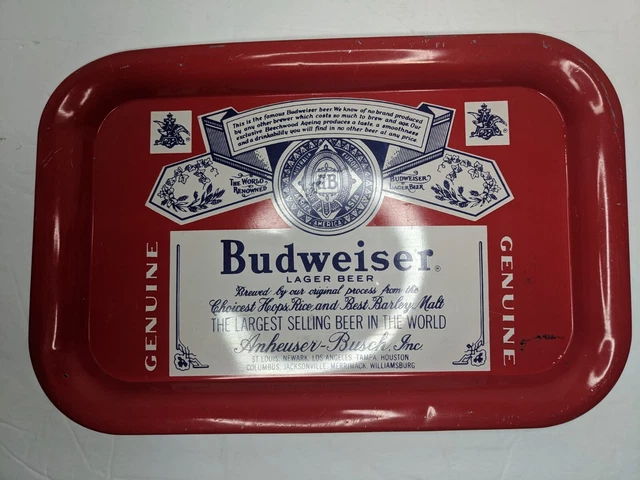 This is the famous Budweiser beer. We know of no brand produced
by any other brewer which costs so much to brew and age. Our
exclusive Beechwood Ageing produces a taste, a smoothness
and a drinkability you will find in no other beer at any price
THE WORLD
RENOWNED
BUDWEISER
LAGER BEER
AB
AMERICA
GENUINE
Budweiser®
LAGER BEER
Brewed by our original process from the
Choicest Hops, Rice and Best Barley Malt
THE LARGEST SELLING BEER IN THE WORLD
Anheuser-Busch, Inc.
ST. LOUIS, NEWARK, LOS ANGELES, TAMPA, HOUSTON
COLUMBUS, JACKSONVILLE, MERRIMACK, WILLIAMSBURG
GENUINE